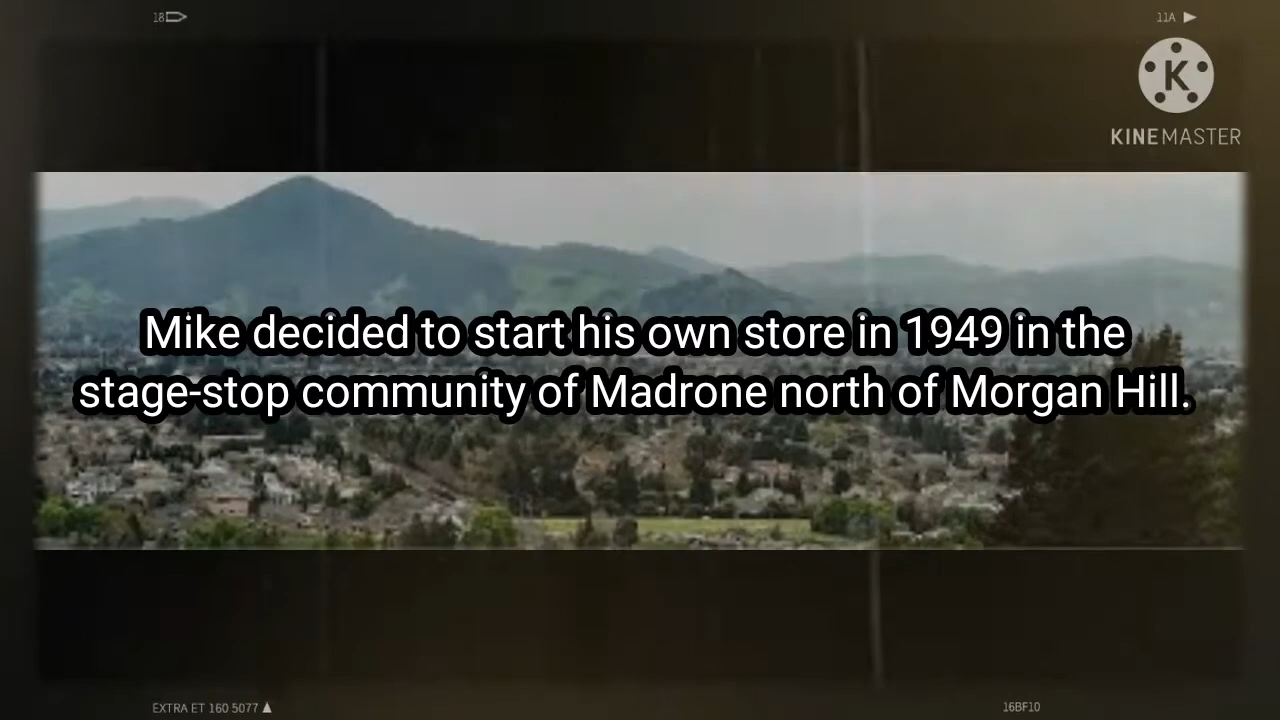 18
11A
K
KINEMASTER
Mike decided to start his own store in 1949 in the
stage-stop community of Madrone north of Morgan Hill.
EXTRA ET 160 5077
16BF10